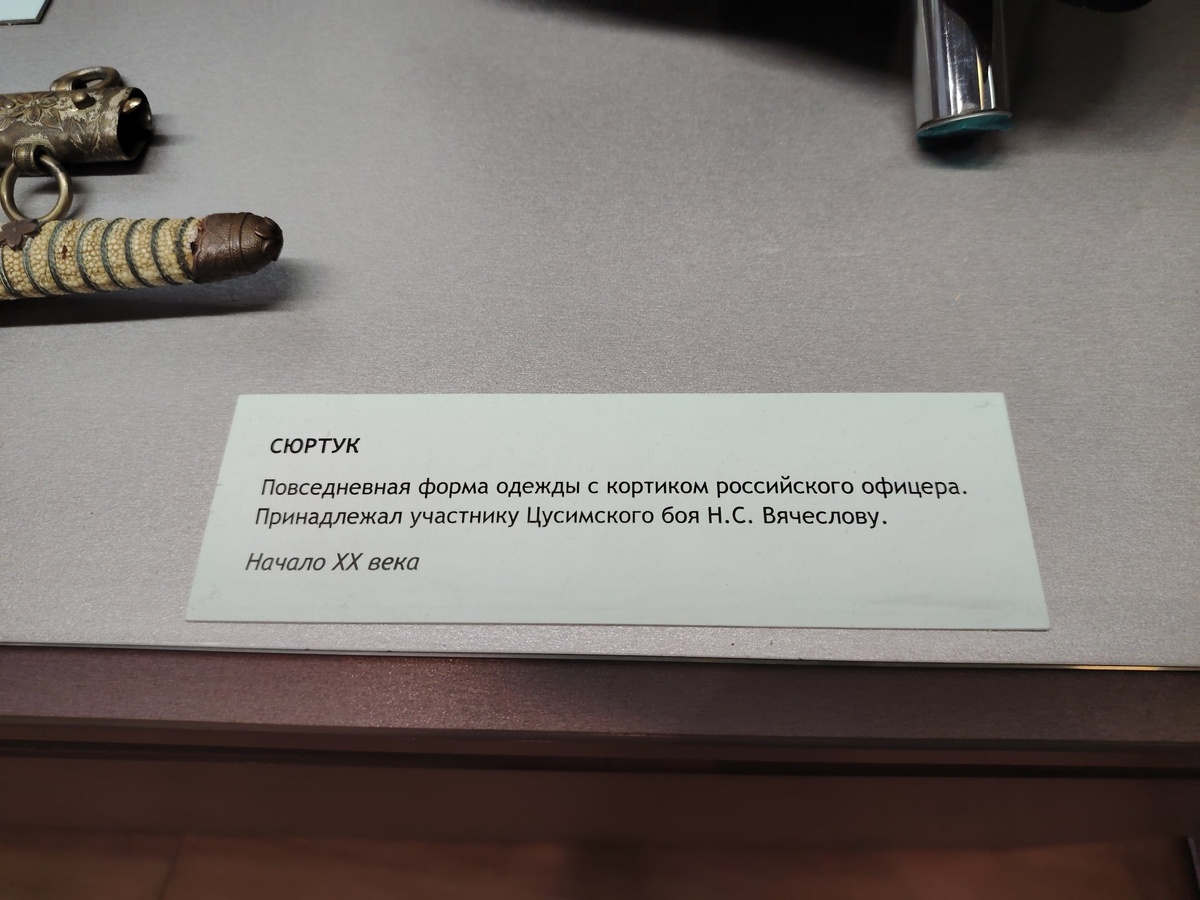 СЮРТУК
Повседневная форма одежды с кортиком российского офицера.
Принадлежал участнику Цусимского боя Н.С. Вячеслову.
Начало XX века